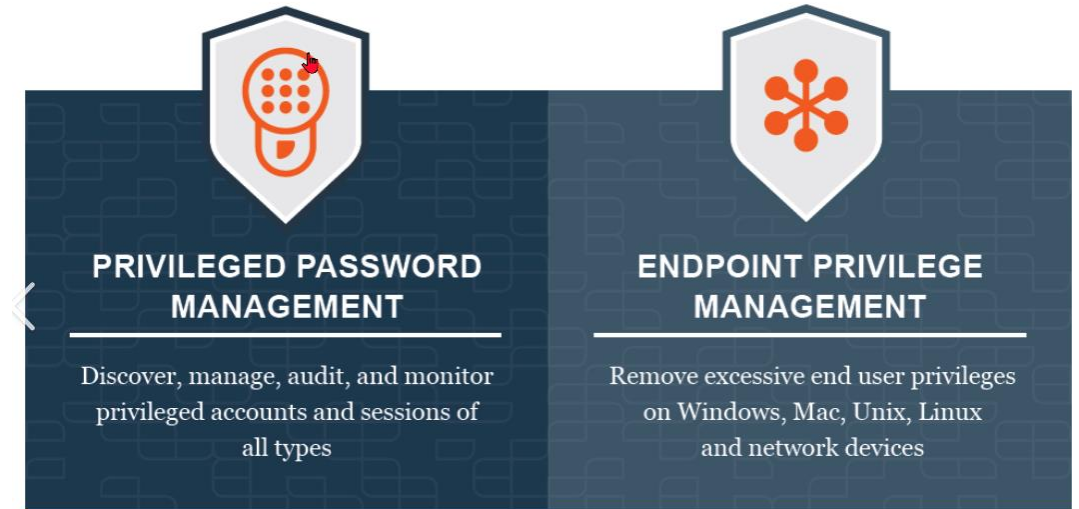 PRIVILEGED PASSWORD
MANAGEMENT
Discover, manage, audit, and monitor
privileged accounts and sessions of
all types
ENDPOINT PRIVILEGE
MANAGEMENT
Remove excessive end user privileges
on Windows, Mac, Unix, Linux
and network devices